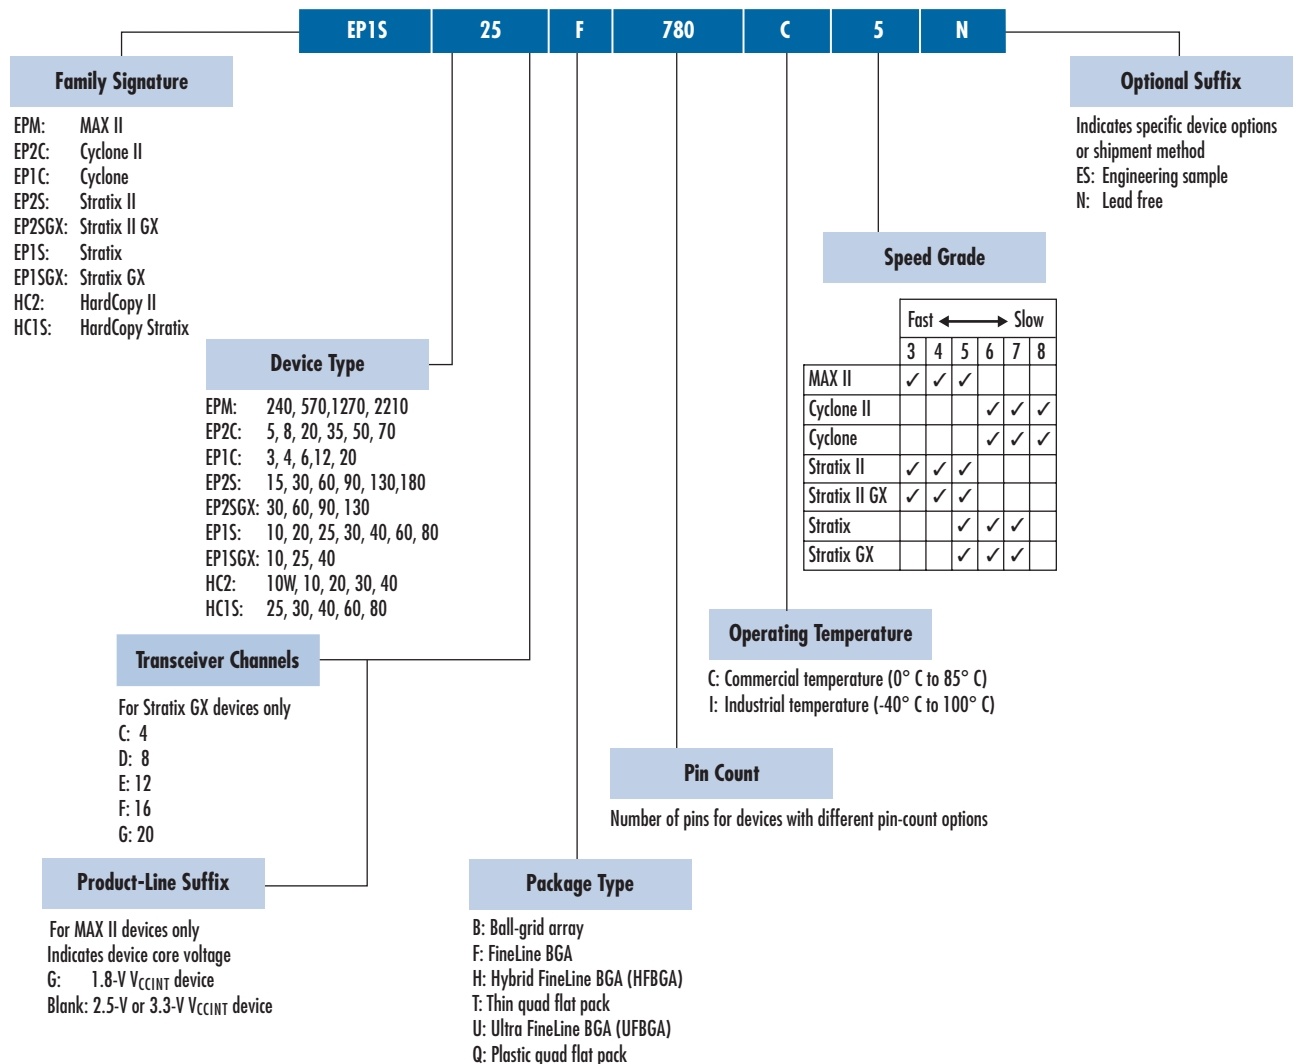 EP1S 25 F 780 C 5 N
Family Signature
EPM: MAX II
EP2C: Cyclone II
EP1C: Cyclone
EP2S: Stratix II
EP2SGX: Stratix II GX
EP1S: Stratix
EP1SGX: Stratix GX
HC2: HardCopy II
HC1S: HardCopy Stratix
Optional Suffix
Indicates specific device options
or shipment method
ES: Engineering sample
N: Lead free
Speed Grade
Fast Slow
3 4 5 6 7 8
MAX II ✓ ✓ ✓
Cyclone II ✓ ✓ ✓
Cyclone ✓ ✓ ✓
Stratix II ✓ ✓ ✓
Stratix II GX ✓ ✓ ✓
Stratix ✓ ✓ ✓
Stratix GX ✓ ✓ ✓
Device Type
EPM: 240, 570,1270, 2210
EP2C: 5, 8, 20, 35, 50, 70
EP1C: 3, 4, 6,12, 20
EP2S: 15, 30, 60, 90, 130,180
EP2SGX: 30, 60, 90, 130
EP1S: 10, 20, 25, 30, 40, 60, 80
EP1SGX: 10, 25, 40
HC2: 10W, 10, 20, 30, 40
HC1S: 25, 30, 40, 60, 80
Operating Temperature
C: Commercial temperature (0° C to 85° C)
I: Industrial temperature (-40° C to 100° C)
Transceiver Channels
For Stratix GX devices only
C: 4
D: 8
E: 12
F: 16
G: 20
Pin Count
Number of pins for devices with different pin-count options
Product-Line Suffix
For MAX II devices only
Indicates device core voltage
G: 1.8-V VCCINT device
Blank: 2.5-V or 3.3-V VCCINT device
Package Type
B: Ball-grid array
F: FineLine BGA
H: Hybrid FineLine BGA (HFBGA)
T: Thin quad flat pack
U: Ultra FineLine BGA (UFBGA)
Q: Plastic quad flat pack